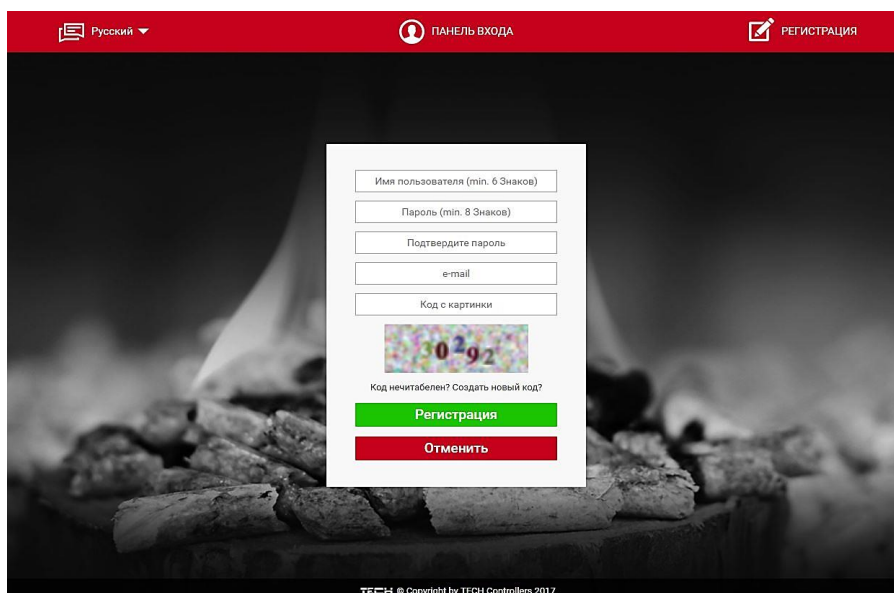 Русский
ПАНЕЛЬ ВХОДА
РЕГИСТРАЦИЯ
Имя пользователя (min. 6 Знаков)
Пароль (min. 8 Знаков)
Подтвердите пароль
e-mail
Код с картинки
30292
Код нечитабелен? Создать новый код?
Регистрация
Отменить
TECH © Copyright by TECH Controllers 2017